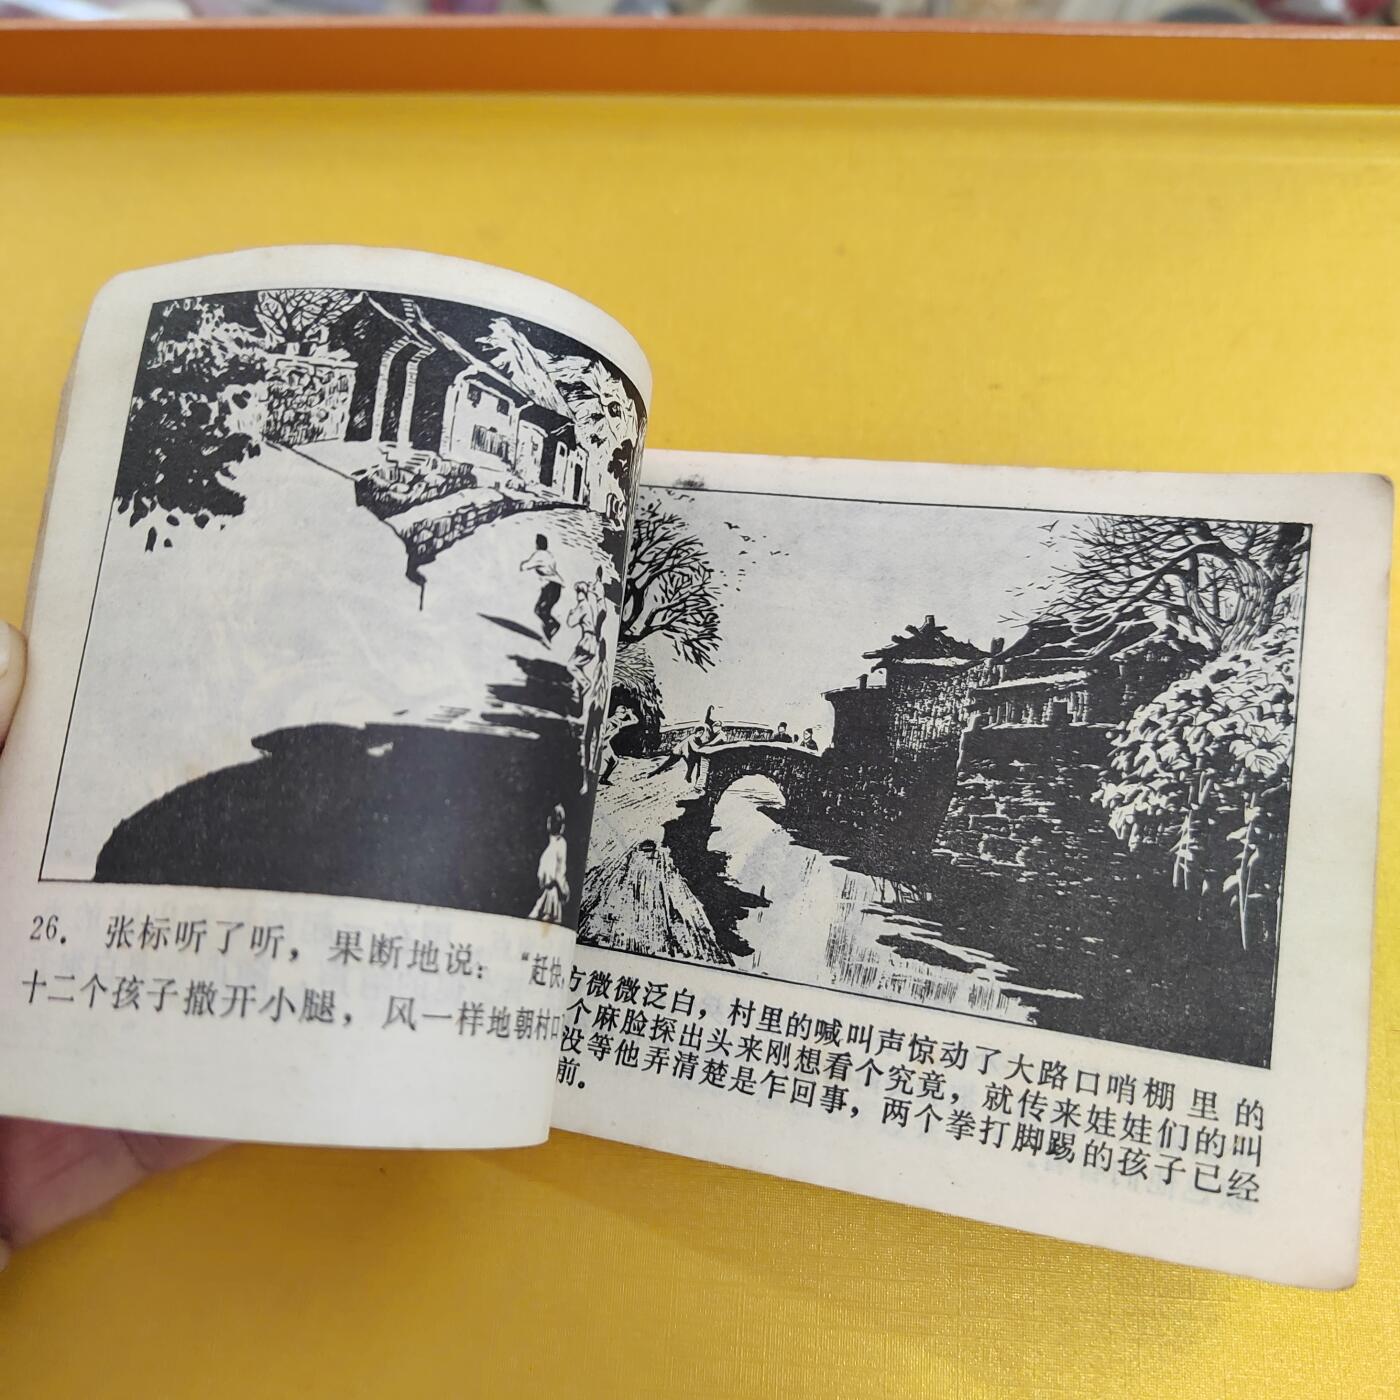 26. 张标听了听，果断地说：“赶快
十二个孩子撒开小腿，风一样地朝村口
方微微泛白，村里的喊叫声惊动了大路口哨棚里的
个麻脸探出头来刚想看个究竟，就传来娃娃们的叫
没等他弄清楚是乍回事，两个拳打脚踢的孩子已经
前。